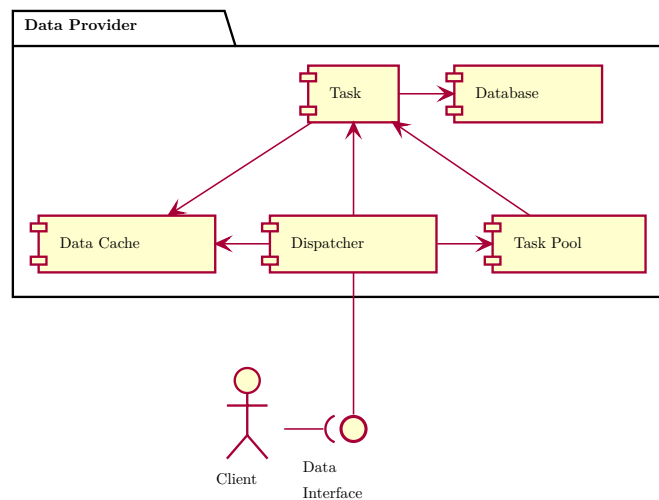 Data Provider
Task
Database
Data Cache
Dispatcher
Task Pool
Client
Data
Interface